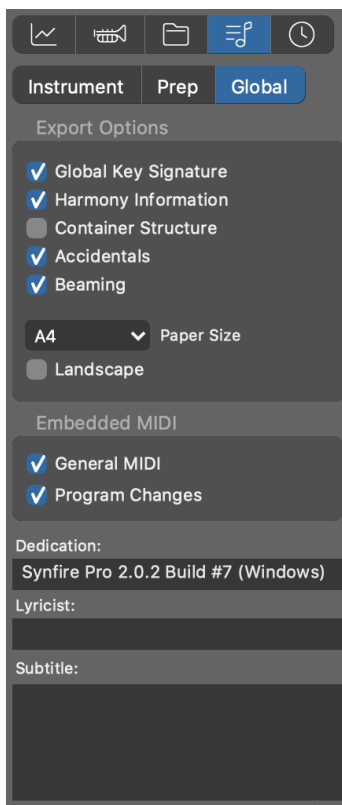 Instrument Prep Global
Export Options
Global Key Signature
Harmony Information
Container Structure
Accidentals
Beaming
A4 Paper Size
Landscape
Embedded MIDI
General MIDI
Program Changes
Dedication:
Synfire Pro 2.0.2 Build #7 (Windows)
Lyricist:
Subtitle: